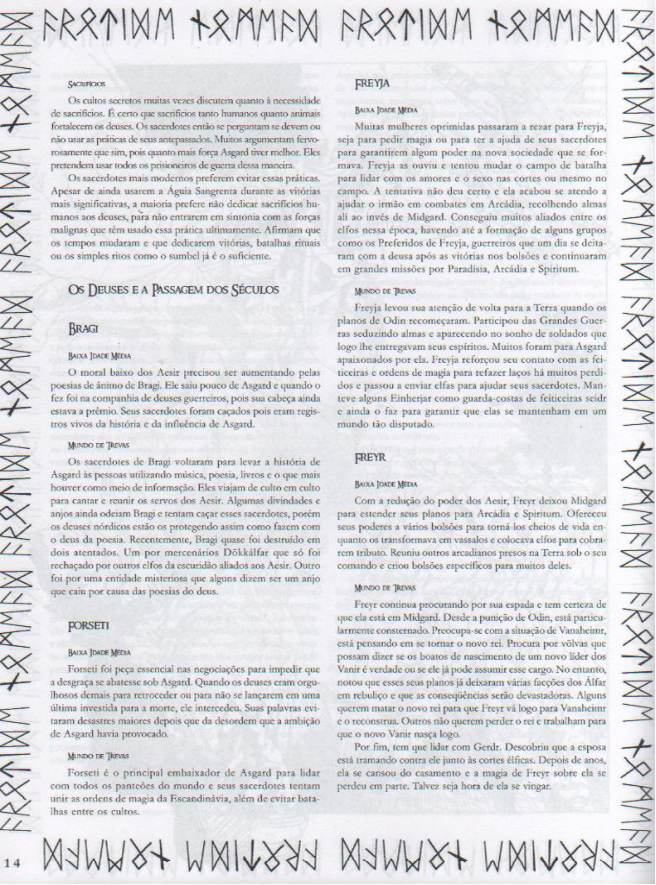 SACRIFÍCIOS
Os cultos secretos muitas vezes discutem quanto à necessidade
de sacrifícios. É certo que sacrifícios tanto humanos quanto animais
fortalecem os deuses. Os sacerdotes então se perguntam se devem ou
não usar as práticas de seus antepassados. Muitos argumentam fervo-
rosamente que sim, pois quanto mais força Asgard tiver melhor. Eles
pretendem usar todos os prisioneiros de guerra dessa maneira.
Os sacerdotes mais modernos preferem evitar essas práticas.
Apesar de ainda usarem a Águia Sangrenta durante as vitórias
mais significativas, a maioria prefere não dedicar sacrifícios hu-
manos aos deuses, para não entrarem em sintonia com as forças
malignas que têm usado essa prática ultimamente. Afirmam que
os tempos mudaram e que dedicarem vitórias, batalhas rituais
ou os simples ritos como o sumbel já é o suficiente.
OS DEUSES E A PASSAGEM DOS SÉCULOS
BRAGI
BAIXA IDADE MÉDIA
O moral baixo dos Aesir precisou ser aumentando pelas
poesias de ânimo de Bragi. Ele saiu pouco de Asgard e quando o
fez foi na companhia de deuses guerreiros, pois sua cabeça ainda
estava a prêmio. Seus sacerdotes foram caçados pois eram regis-
tros vivos da história e da influência de Asgard.
MUNDO DE TREVAS
Os sacerdotes de Bragi voltaram para levar a história de
Asgard às pessoas utilizando música, poesia, livros e o que mais
houver como meio de informação. Eles viajam de culto em culto
para cantar e reunir os servos dos Aesir. Algumas divindades e
anjos ainda odeiam Bragi e tentam caçar esses sacerdotes, porém
os deuses nórdicos estão os protegendo assim como fazem com
o deus da poesia. Recentemente, Bragi quase foi destruído em
dois atentados. Um por mercenários Dökkálfar que só foi
rechaçado por outros elfos da escuridão aliados aos Aesir. Outro
foi por uma entidade misteriosa que alguns dizem ser um anjo
que caiu por causa das poesias do deus.
FORSETI
BAIXA IDADE MÉDIA
Forseti foi peça essencial nas negociações para impedir que
a desgraça se abatesse sob Asgard. Quando os deuses eram orgu-
lhosos demais para retroceder ou para não se lançarem em uma
última investida para a morte, ele intercedeu. Suas palavras evi-
taram desastres maiores depois que da desordem que a ambição
de Asgard havia provocado.
MUNDO DE TREVAS
Forseti é o principal embaixador de Asgard para lidar
com todos os panteões do mundo e seus sacerdotes tentam
unir as ordens de magia da Escandinávia, além de evitar bata-
lhas entre os cultos.
FREYJA
BAIXA IDADE MÉDIA
Muitas mulheres oprimidas passaram a rezar para Freyja,
seja para pedir magia ou para ter a ajuda de seus sacerdotes
para garantirem algum poder na nova sociedade que se for-
mava. Freyja as ouviu e tentou mudar o campo de batalha
para lidar com os amores e o sexo nas cortes ou mesmo no
campo. A tentativa não deu certo e ela acabou se atendo a
ajudar o irmão em combates em Arcádia, recolhendo almas
ali ao invés de Midgard. Conseguiu muitos aliados entre os
elfos nessa época, havendo até a formação de alguns grupos
como os Preferidos de Freyja, guerreiros que um dia se deita-
ram com a deusa após as vitórias nos bolsões e continuaram
em grandes missões por Paradísia, Arcádia e Spiritum.
MUNDO DE TREVAS
Freyja levou sua atenção de volta para a Terra quando os
planos de Odin recomeçaram. Participou das Grandes Guer-
ras seduzindo almas e aparecendo no sonho de soldados que
logo lhe entregavam seus espíritos. Muitos foram para Asgard
apaixonados por ela. Freyja reforçou seu contato com as fei-
ticeiras e ordens de magia para refazer laços há muitos perdi-
dos e passou a enviar elfas para ajudar seus sacerdotes. Man-
teve alguns Einherjar como guarda-costas de feiticeiras seidr
e ainda o faz para garantir que elas se mantenham em um
mundo tão disputado.
FREYR
BAIXA IDADE MÉDIA
Com a redução do poder dos Aesir, Freyr deixou Midgard
para estender seus planos para Arcádia e Spiritum. Ofereceu
seus poderes a vários bolsões para torná-los cheios de vida en-
quanto os transformava em vassalos e colocava elfos para cobra-
rem tributo. Reuniu outros arcadianos presos na Terra sob o seu
comando e criou bolsões específicos para muitos deles.
MUNDO DE TREVAS
Freyr continua procurando por sua espada e tem certeza de
que ela está em Midgard. Desde a punição de Odin, está particu-
larmente consternado. Preocupa-se com a situação de Vanaheimr,
está pensando em se tornar o novo rei. Procura por völvas que
possam dizer se os boatos de nascimento de um novo líder dos
Vanir é verdade ou se ele já pode assumir esse cargo. No entanto,
notou que esses seus planos já deixaram várias facções dos Álfar
em rebuliço e que as conseqüências serão devastadoras. Alguns
querem matar o novo rei para que Freyr vá logo para Vanaheimr
e o reconstrua. Outros não querem perder o rei e trabalham para
que o novo Vanir nasça logo.
Por fim, tem que lidar com Gerdr. Descobriu que a esposa
está tramando contra ele junto às cortes élficas. Depois de anos,
ela se cansou do casamento e a magia de Freyr sobre ela se
perdeu em parte. Talvez seja hora de ela se vingar.
14